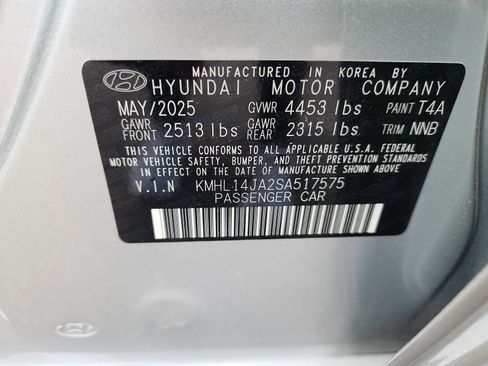 MANUFACTURED IN KOREA BY
HYUNDAI MOTOR COMPANY
MAY/2025 GVWR 4453 lbs PAINT T4A
GAWR FRONT 2513 lbs GAWR REAR 2315 lbs TRIM NNB
THIS VEHICLE CONFORMS TO ALL APPLICABLE U.S.A. FEDERAL
MOTOR VEHICLE SAFETY, BUMPER, AND THEFT PREVENTION STANDARDS
IN EFFECT ON THE DATE OF MANUFACTURE SHOWN ABOVE
V.I.N KMHL14JA2SA517575
PASSENGER CAR